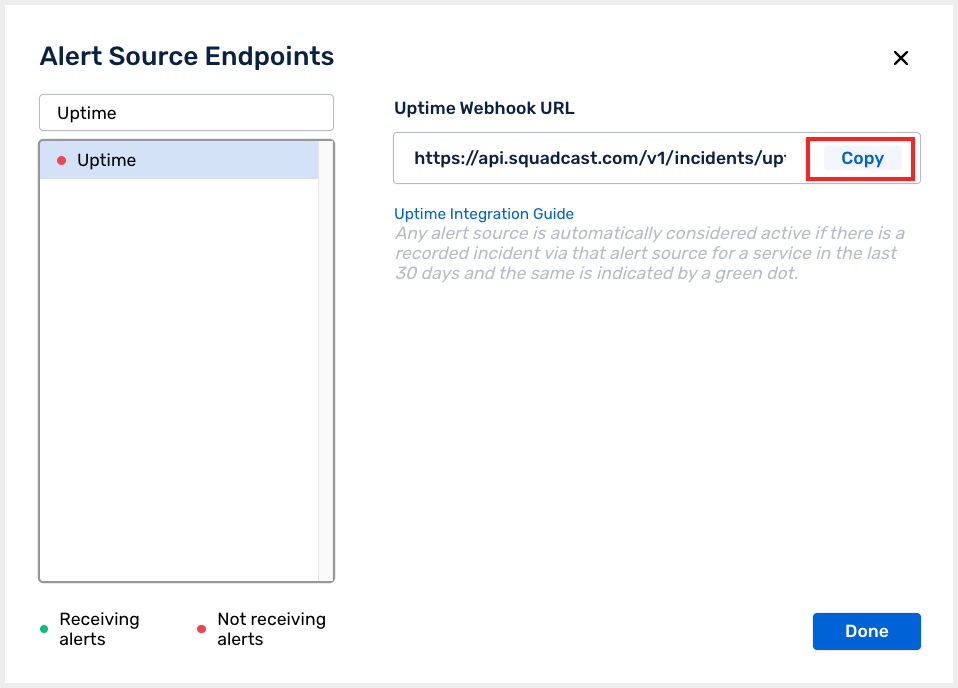 Alert Source Endpoints
Uptime
Uptime
Receiving
alerts
Not receiving
alerts
Uptime Webhook URL
https://api.squadcast.com/v1/incidents/upt
Copy
Uptime Integration Guide
Any alert source is automatically considered active if there is a
recorded incident via that alert source for a service in the last
30 days and the same is indicated by a green dot.
Done